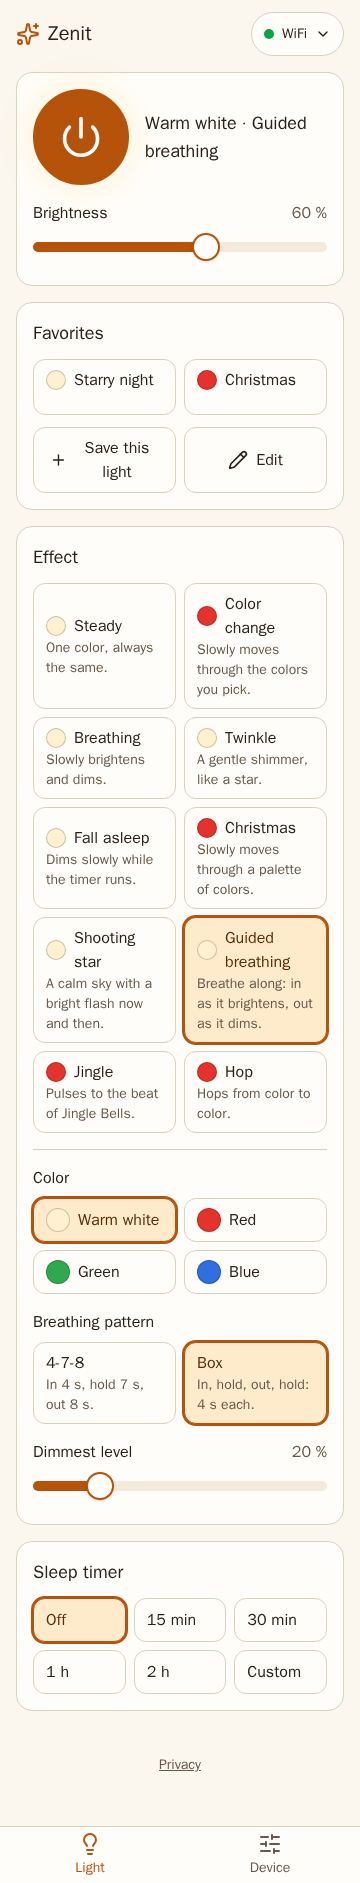 Zenit
WiFi
Warm white · Guided
breathing
Brightness
60 %
Favorites
Starry night
Christmas
Save this
light
Edit
Effect
Steady
One color, always
the same.
Color
change
Slowly moves
through the colors
you pick.
Breathing
Slowly brightens
and dims.
Twinkle
A gentle shimmer,
like a star.
Fall asleep
Dims slowly while
the timer runs.
Christmas
Slowly moves
through a palette
of colors.
Shooting
star
A calm sky with a
bright flash now
and then.
Guided
breathing
Breathe along: in
as it brightens, out
as it dims.
Jingle
Pulses to the beat
of Jingle Bells.
Hop
Hops from color to
color.
Color
Warm white
Red
Green
Blue
Breathing pattern
4-7-8
In 4 s, hold 7 s,
out 8 s.
Box
In, hold, out, hold:
4 s each.
Dimmest level
20 %
Sleep timer
Off
15 min
30 min
1 h
2 h
Custom
Privacy
Light
Device